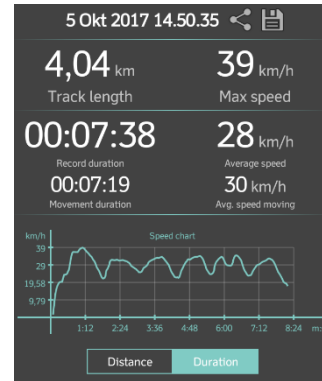 5 Okt 2017 14.50.35
4,04 km 39 km/h
Track length Max speed
00:07:38 28 km/h
Record duration Average speed
00:07:19 30 km/h
Movement duration Avg. speed moving
km/h Speed chart
39
29
19,58
9,79
1:12 2:24 3:36 4:48 6:00 7:12 8:24 m:
Distance Duration